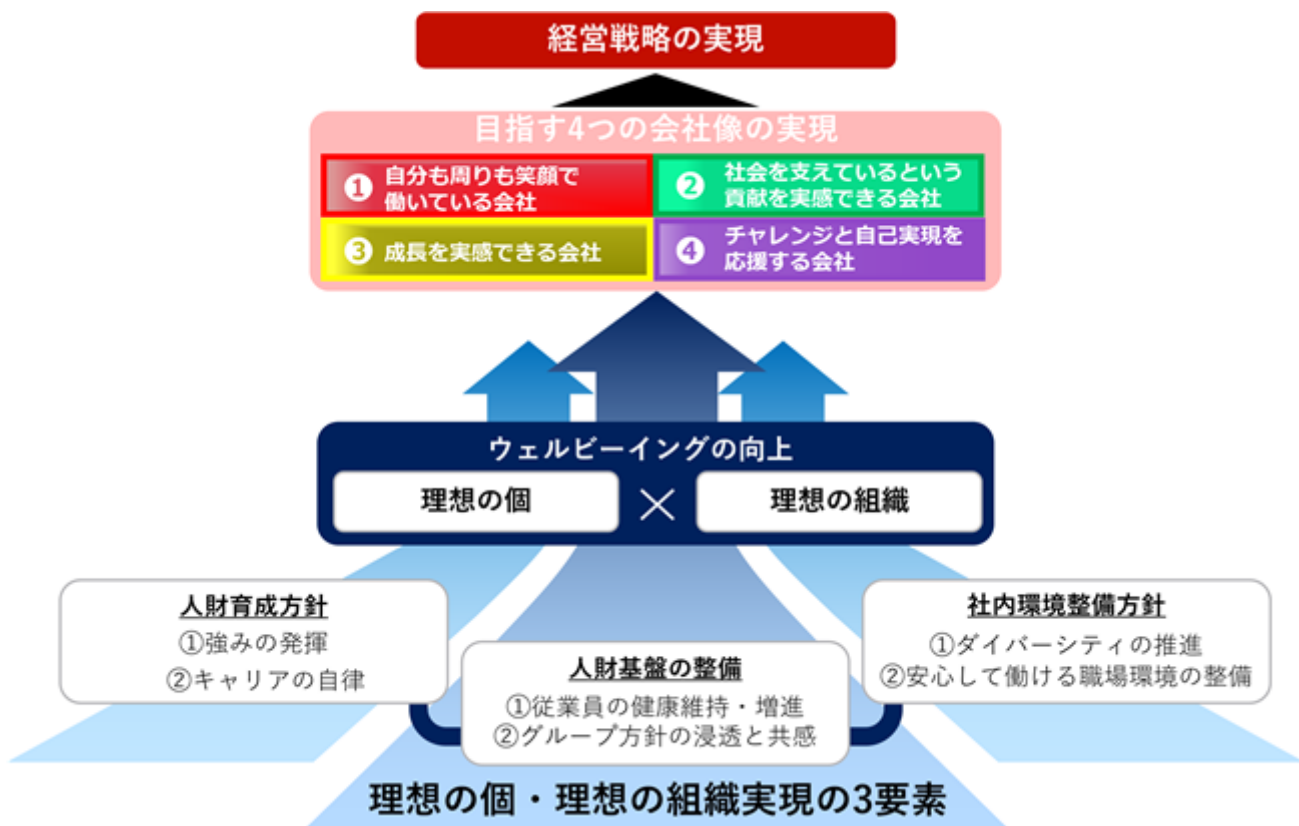 経営戦略の実現
目指す4つの会社像の実現
❶ 自分も周りも笑顔で
働いている会社
❷ 社会を支えているという
貢献を実感できる会社
❸ 成長を実感できる会社
❹ チャレンジと自己実現を
応援する会社
ウェルビーイングの向上
理想の個 × 理想の組織
人財育成方針
①強みの発揮
②キャリアの自律
人財基盤の整備
①従業員の健康維持・増進
②グループ方針の浸透と共感
社内環境整備方針
①ダイバーシティの推進
②安心して働ける職場環境の整備
理想の個・理想の組織実現の3要素